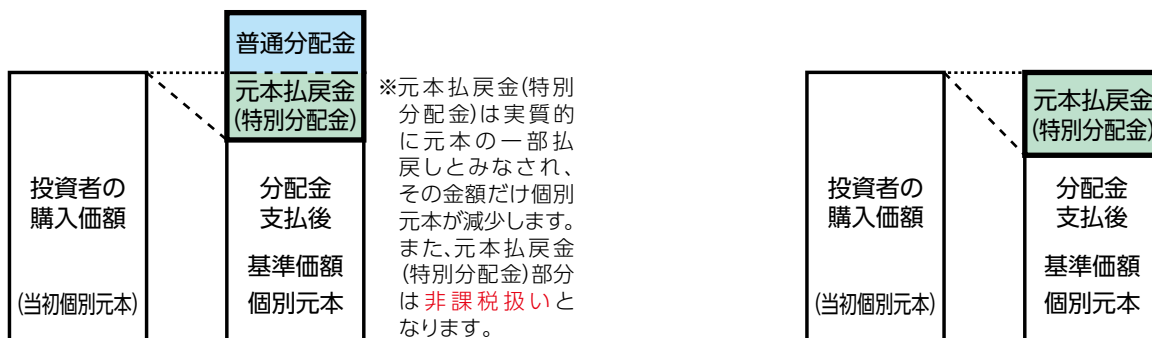 普通分配金
元本払戻金
(特別分配金)
投資者の
購入価額
(当初個別元本)
分配金
支払後
基準価額
個別元本
※元本払戻金(特別
分配金)は実質的
に元本の一部払
戻しとみなされ、
その金額だけ個別
元本が減少します。
また、元本払戻金
(特別分配金)部分
は非課税扱いと
なります。
元本払戻金
(特別分配金)
投資者の
購入価額
(当初個別元本)
分配金
支払後
基準価額
個別元本